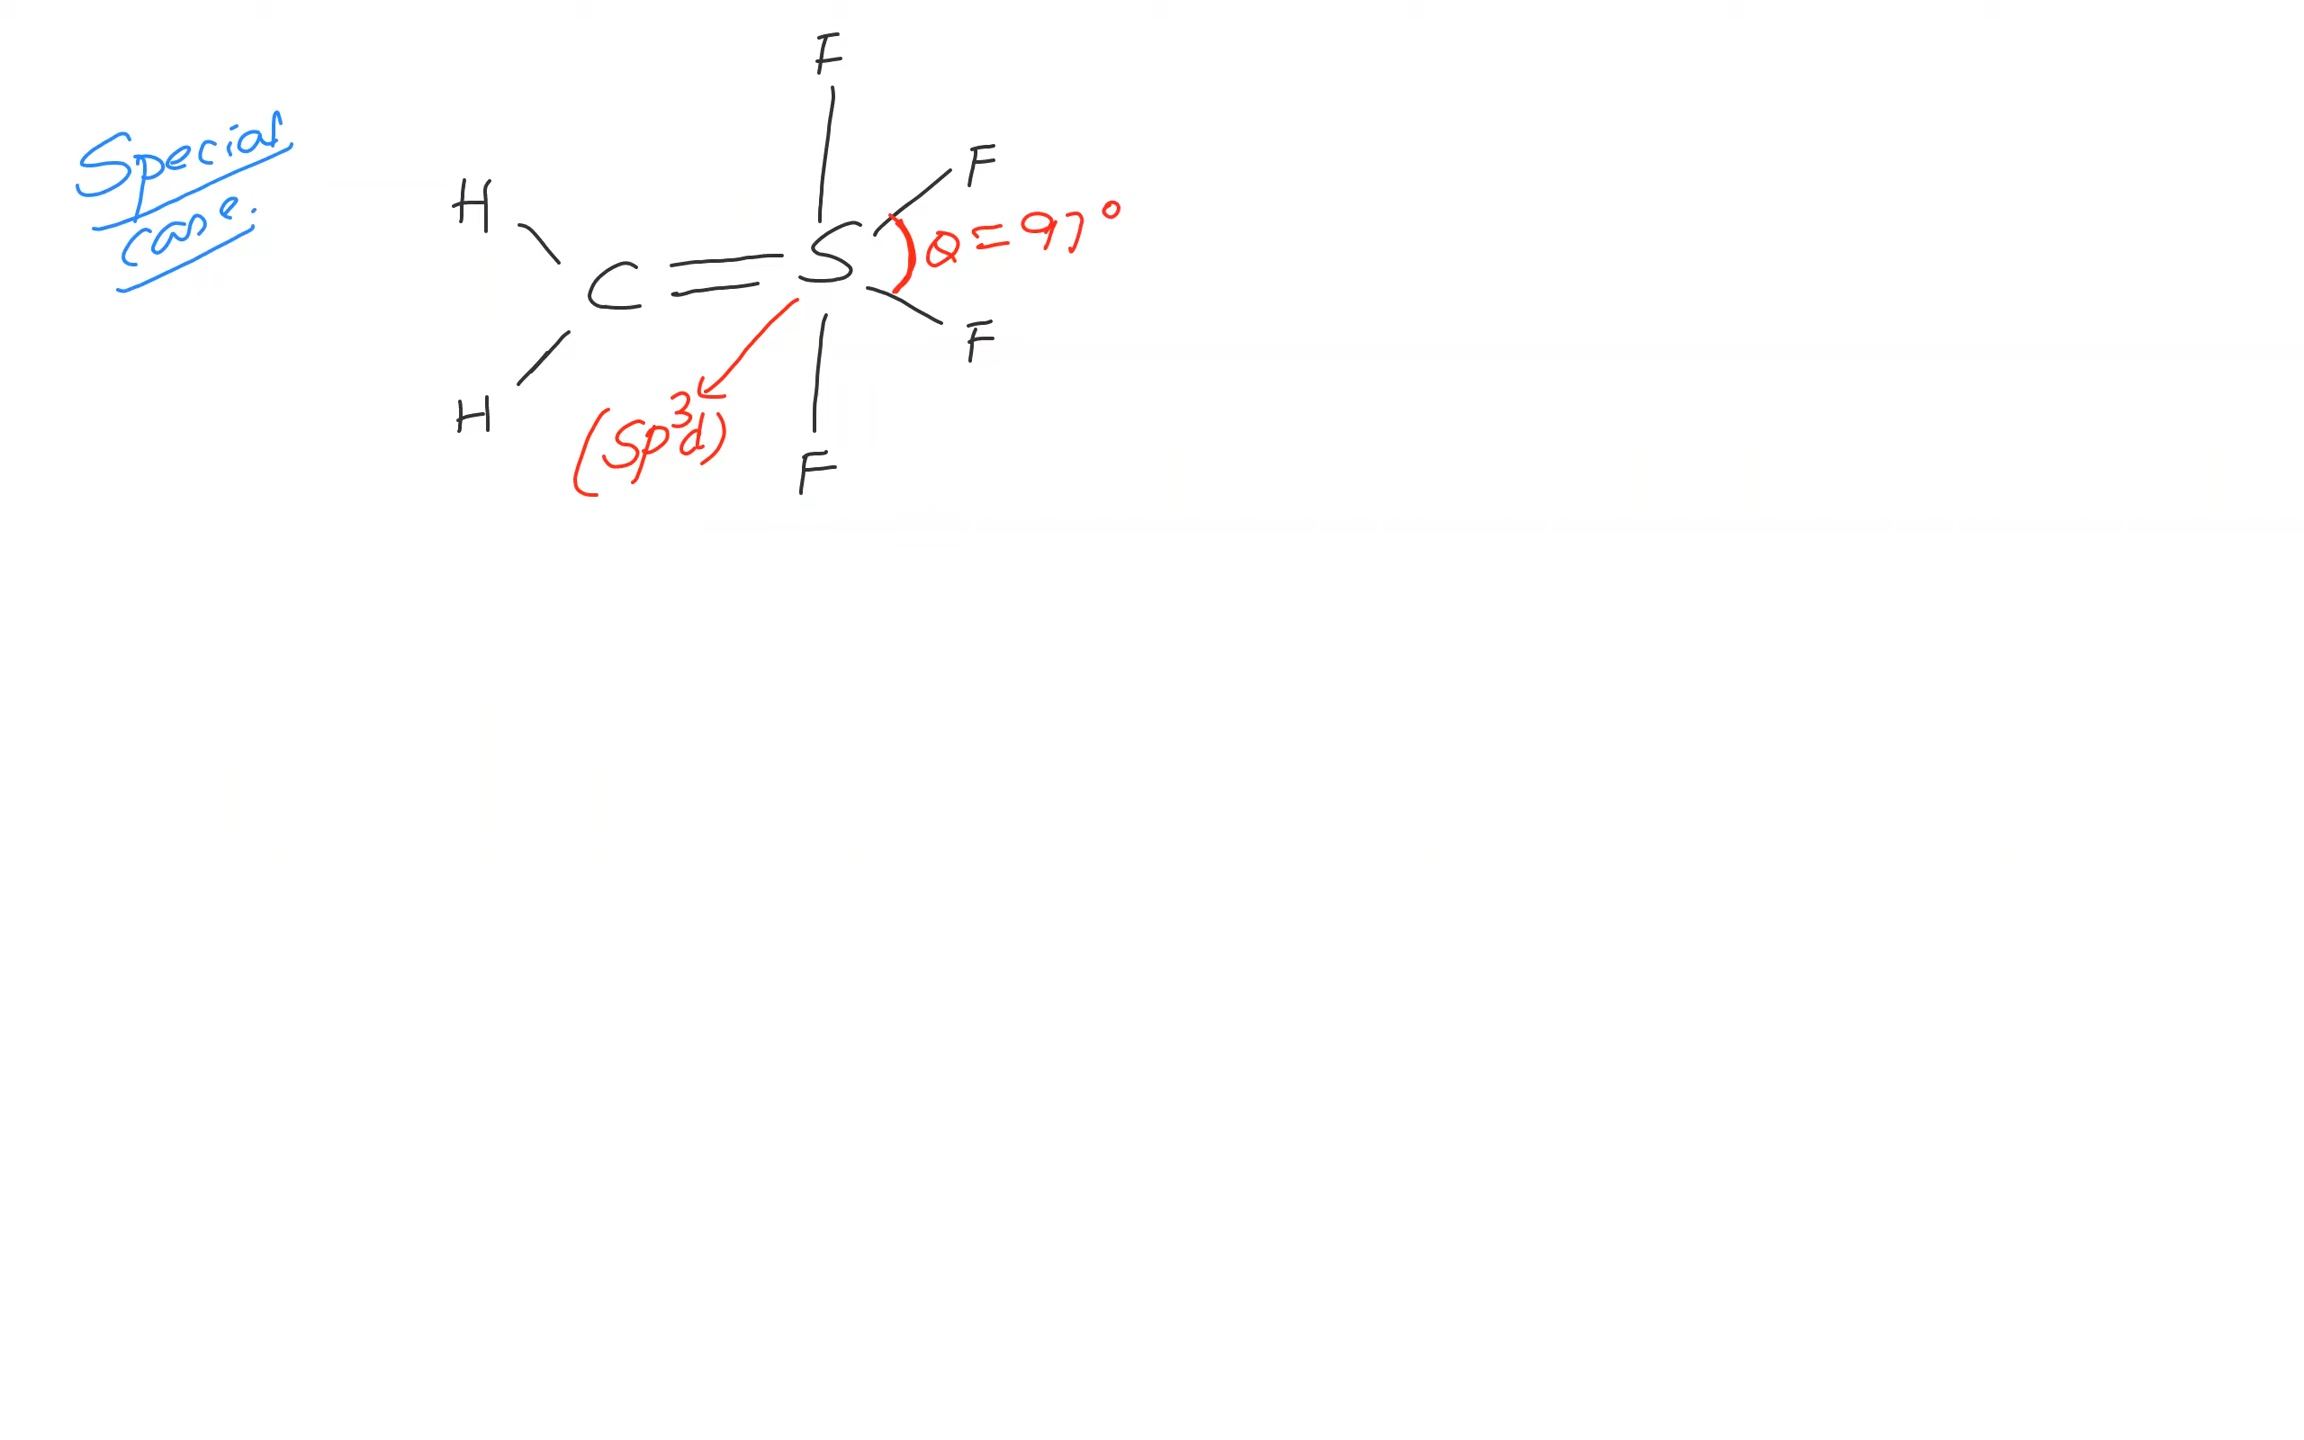 Special
case:
F
F
H
C = S
θ = 97°
F
H
(sp³d)
F